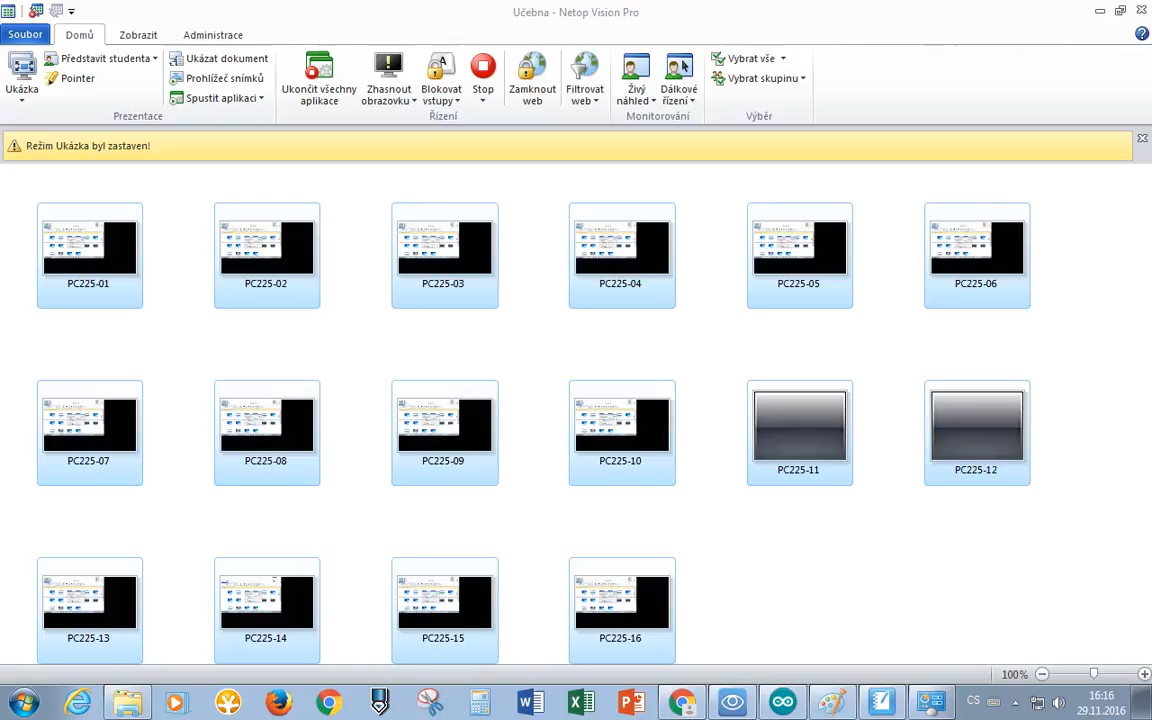 Učebna - Netop Vision Pro
Soubor
Domů
Zobrazit
Administrace
Ukázka
Představit studenta
Pointer
Ukázat dokument
Prohlížeč snímků
Spustit aplikaci
Prezentace
Ukončit všechny aplikace
Zhasnout obrazovku
Blokovat vstupy
Stop
Zamknout web
Filtrovat web
Řízení
Živý náhled
Dálkové řízení
Monitorování
Vybrat vše
Vybrat skupinu
Výběr
Režim Ukázka byl zastaven!
PC225-01
PC225-02
PC225-03
PC225-04
PC225-05
PC225-06
PC225-07
PC225-08
PC225-09
PC225-10
PC225-11
PC225-12
PC225-13
PC225-14
PC225-15
PC225-16
100%
CS
16:16
29.11.2016